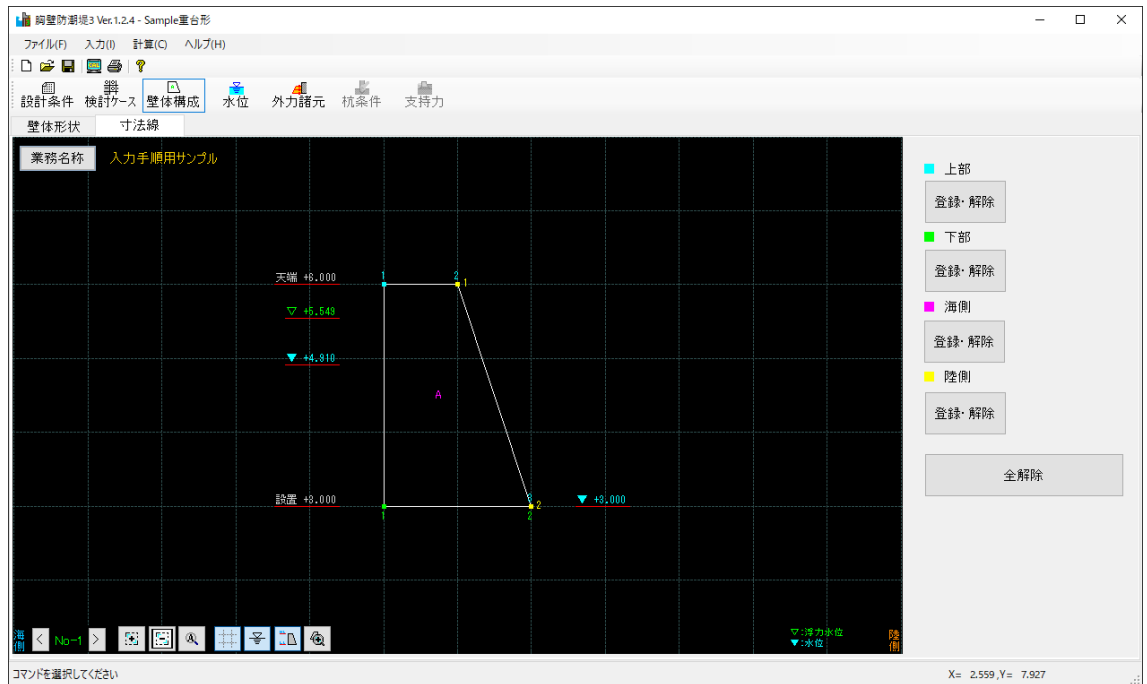 胸壁防潮堤3 Ver.1.2.4 - Sample重台形
ファイル(F) 入力(I) 計算(C) ヘルプ(H)
設計条件 検討ケース 壁体構成 水位 外力諸元 杭条件 支持力
壁体形状 寸法線
業務名称 入力手順用サンプル
天端 +6.000
1 2 1
▽ +5.549
▼ +4.910
A
設置 +3.000
3 2
▼ +3.000
1 2
海側 < No-1 >
▽:浮力水位
▼:水位
陸側
上部
登録・解除
下部
登録・解除
海側
登録・解除
陸側
登録・解除
全解除
コマンドを選択してください X= 2.559 ,Y= 7.927